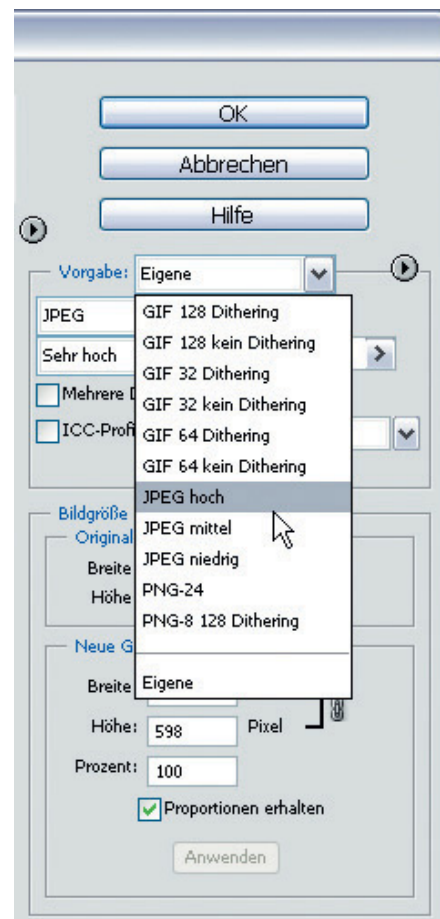 OK
Abbrechen
Hilfe
Vorgabe: Eigene
JPEG
GIF 128 Dithering
GIF 128 kein Dithering
Sehr hoch
GIF 32 Dithering
Mehrere
GIF 32 kein Dithering
ICC-Profi
GIF 64 Dithering
GIF 64 kein Dithering
JPEG hoch
Bildgröße
JPEG mittel
Original
JPEG niedrig
Breite
PNG-24
Höhe
PNG-8 128 Dithering
Neue G
Breite
Eigene
Höhe: 598 Pixel
Prozent: 100
Proportionen erhalten
Anwenden